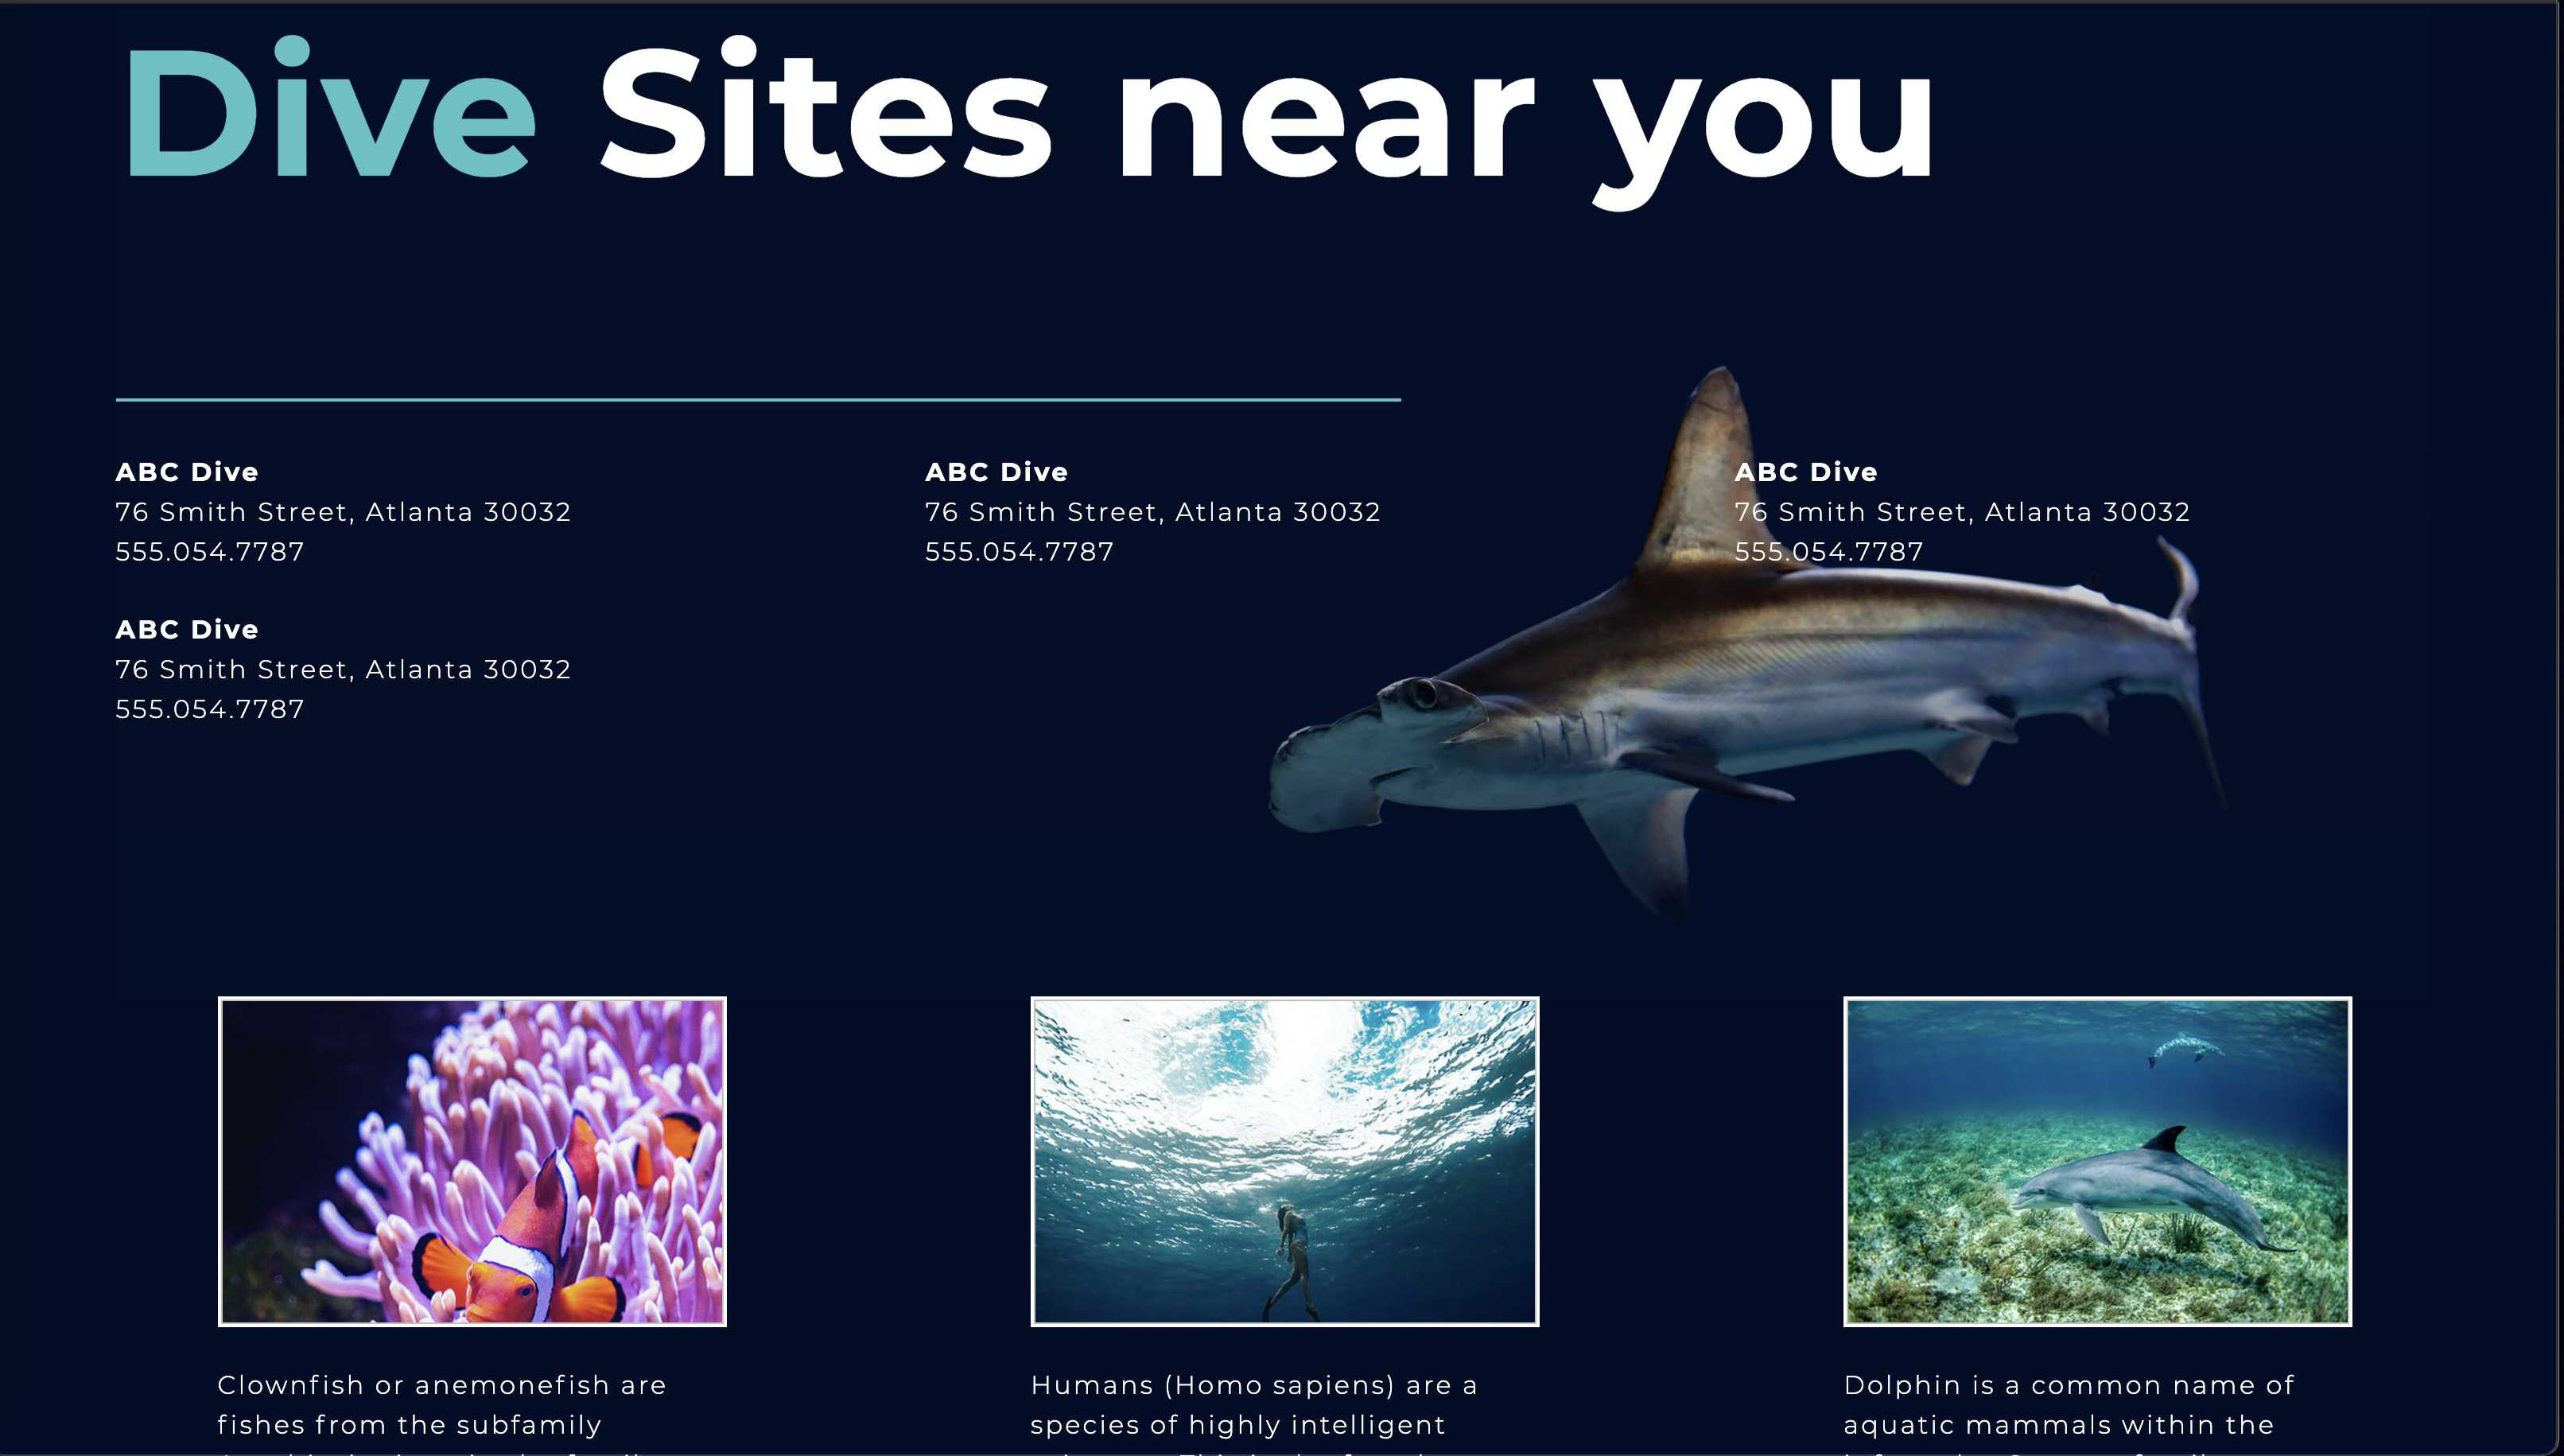 Dive Sites near you
ABC Dive
76 Smith Street, Atlanta 30032
555.054.7787
ABC Dive
76 Smith Street, Atlanta 30032
555.054.7787
ABC Dive
76 Smith Street, Atlanta 30032
555.054.7787
ABC Dive
76 Smith Street, Atlanta 30032
555.054.7787
Clownfish or anemonefish are
fishes from the subfamily
Humans (Homo sapiens) are a
species of highly intelligent
Dolphin is a common name of
aquatic mammals within the